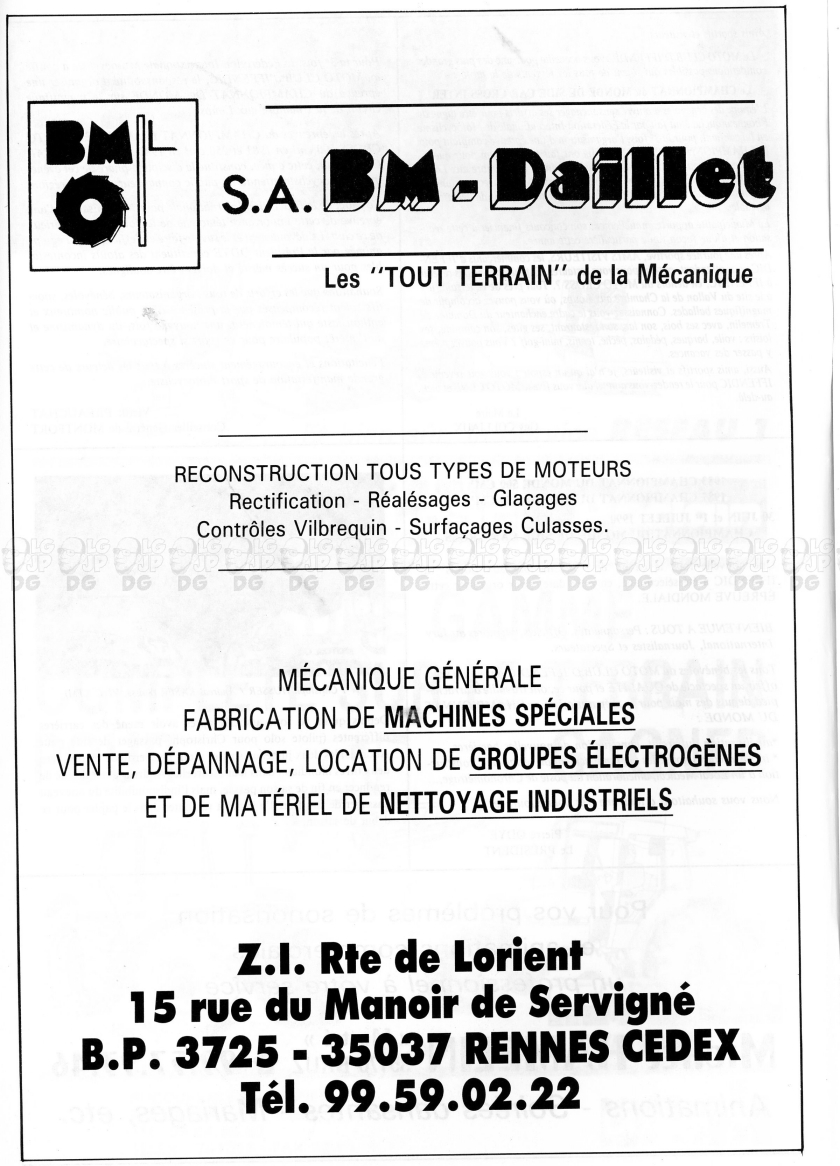 BM
S.A. BM - Daillet
Les "TOUT TERRAIN" de la Mécanique
RECONSTRUCTION TOUS TYPES DE MOTEURS
Rectification - Réalésages - Glaçages
Contrôles Vilbrequin - Surfaçages Culasses..
MÉCANIQUE GÉNÉRALE
FABRICATION DE MACHINES SPÉCIALES
VENTE, DÉPANNAGE, LOCATION DE GROUPES ÉLECTROGÈNES
ET DE MATÉRIEL DE NETTOYAGE INDUSTRIELS
Z.I. Rte de Lorient
15 rue du Manoir de Servigné
B.P. 3725 - 35037 RENNES CEDEX
Tél. 99.59.02.22